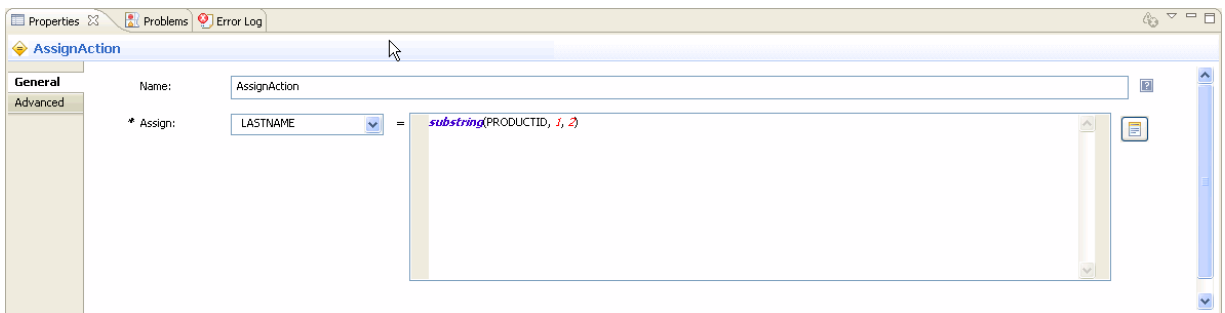 Properties Problems Error Log
AssignAction
General
Advanced
Name: AssignAction
* Assign: LASTNAME = substring(PRODUCTID, 1, 2)